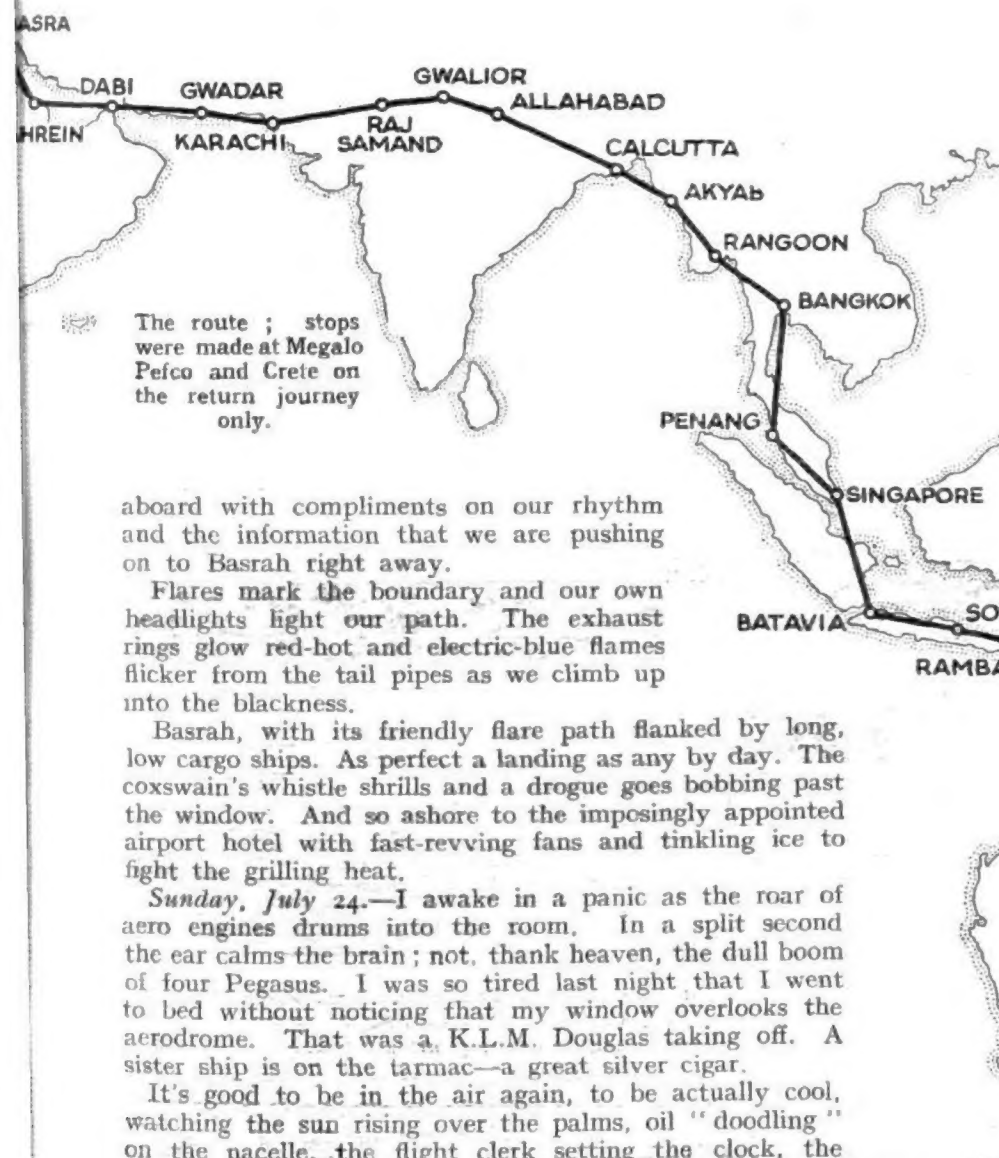 ASRA
DABI
GWADAR
GWALIOR
ALLAHABAD
HREIN
KARACHI
RAJ
SAMAND
CALCUTTA
AKYAb
RANGOON
BANGKOK
The route ; stops
were made at Megalo
Pefco and Crete on
the return journey
only.
PENANG
SINGAPORE
BATAVIA
SO
RAMBA
aboard with compliments on our rhythm
and the information that we are pushing
on to Basrah right away.
Flares mark the boundary and our own
headlights light our path. The exhaust
rings glow red-hot and electric-blue flames
flicker from the tail pipes as we climb up
into the blackness.
Basrah, with its friendly flare path flanked by long,
low cargo ships. As perfect a landing as any by day. The
coxswain's whistle shrills and a drogue goes bobbing past
the window. And so ashore to the imposingly appointed
airport hotel with fast-revving fans and tinkling ice to
fight the grilling heat.
Sunday, July 24.—I awake in a panic as the roar of
aero engines drums into the room. In a split second
the ear calms the brain ; not, thank heaven, the dull boom
of four Pegasus. I was so tired last night that I went
to bed without noticing that my window overlooks the
aerodrome. That was a K.L.M. Douglas taking off. A
sister ship is on the tarmac—a great silver cigar.
It's good to be in the air again, to be actually cool,
watching the sun rising over the palms, oil "doodling"
on the nacelle, the flight clerk setting the clock, the